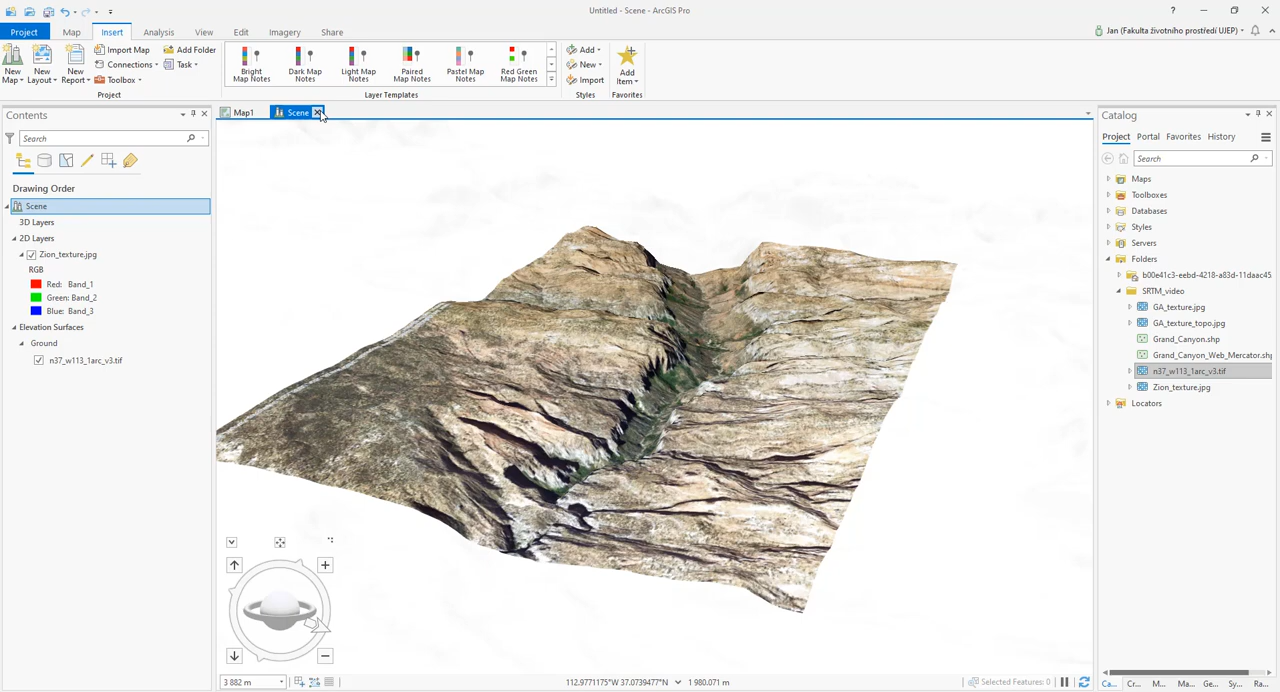 Untitled - Scene - ArcGIS Pro
?
Project Map Insert Analysis View Edit Imagery Share
Jan (Fakulta životního prostředí UJEP)
New Map
New Layout
New Report
Import Map
Connections
Toolbox
Add Folder
Task
Project
Bright Map Notes
Dark Map Notes
Light Map Notes
Paired Map Notes
Pastel Map Notes
Red Green Map Notes
Layer Templates
Add
New
Import
Styles
Add Item
Favorites
Contents
Search
Drawing Order
Scene
3D Layers
2D Layers
Zion_texture.jpg
RGB
Red: Band_1
Green: Band_2
Blue: Band_3
Elevation Surfaces
Ground
n37_w113_1arc_v3.tif
Map1
Scene
3 882 m
112.9771175°W 37.0739477°N
1 980.071 m
Selected Features: 0
Catalog
Project Portal Favorites History
Search
Maps
Toolboxes
Databases
Styles
Servers
Folders
b00e41c3-eebd-4218-a83d-11daac45
SRTM_video
GA_texture.jpg
GA_texture_topo.jpg
Grand_Canyon.shp
Grand_Canyon_Web_Mercator.shp
n37_w113_1arc_v3.tif
Zion_texture.jpg
Locators
Ca... Cr... M... Ma... Ge... Sy... Ra...